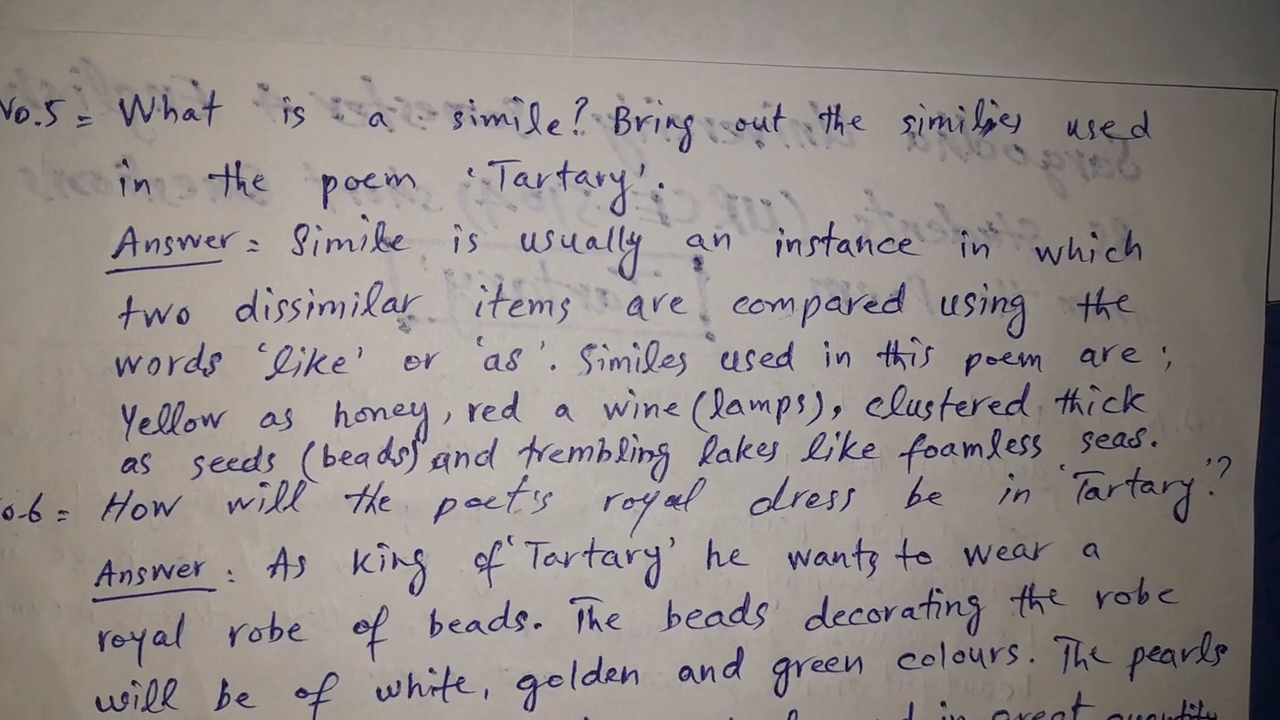 No.5 = What is a simile? Bring out the similies used
in the poem 'Tartary'.
Answer = Simile is usually an instance in which
two dissimilar items are compared using the
words 'like' or 'as'. Similes used in this poem are;
Yellow as honey, red a wine (lamps), clustered thick
as seeds (beads) and trembling lakes like foamless seas.
o.6 = How will the poet's royal dress be in 'Tartary'?
Answer : As king of 'Tartary' he wants to wear a
royal robe of beads. The beads decorating the robe
will be of white, golden and green colours. The pearls
in great quantity